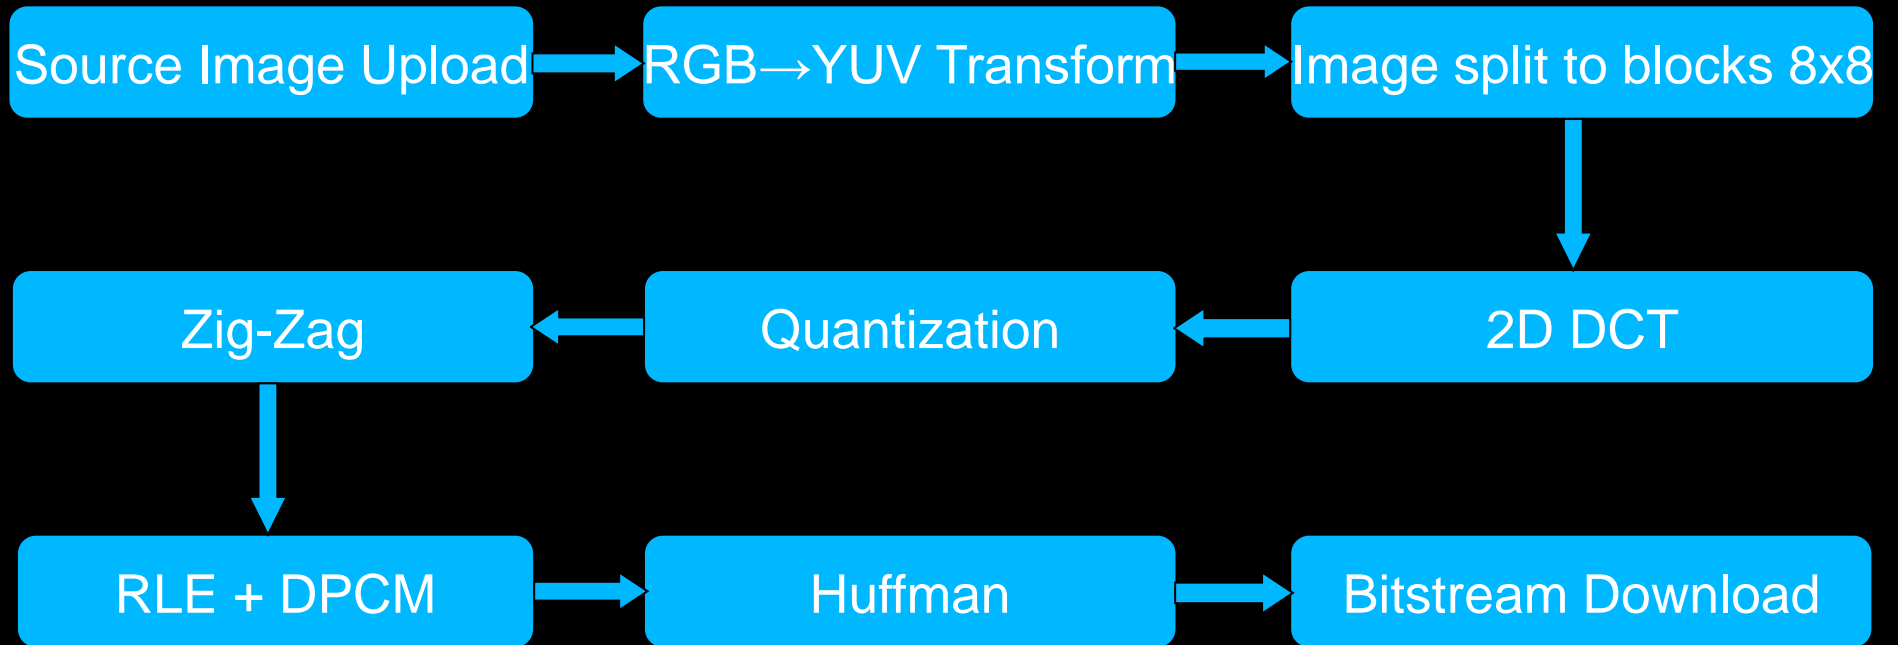 Source Image Upload
RGB→YUV Transform
Image split to blocks 8x8
2D DCT
Quantization
Zig-Zag
RLE + DPCM
Huffman
Bitstream Download